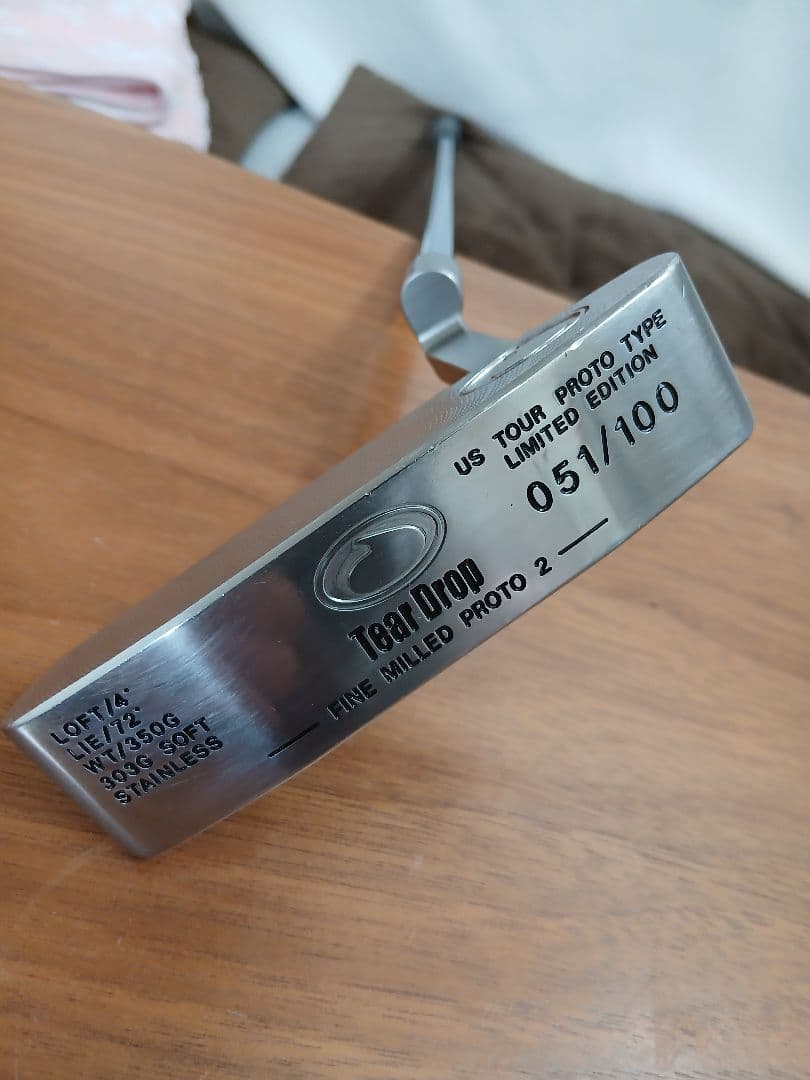 US TOUR PROTO TYPE
LIMITED EDITION
051/100
Tear Drop
FINE MILLED PROTO 2
LOFT/4°
LIE/72°
WT/350G
303G SOFT
STAINLESS